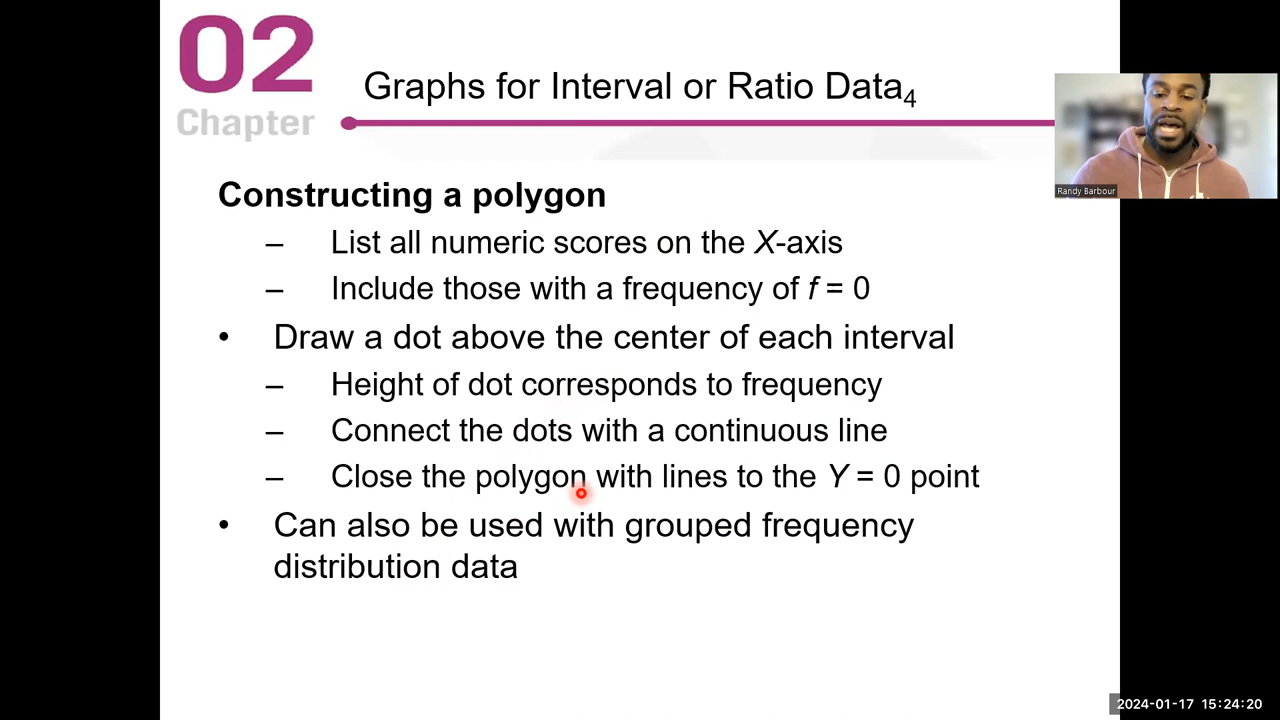 02
Chapter
Graphs for Interval or Ratio Data4
Randy Barbour
Constructing a polygon
– List all numeric scores on the X-axis
– Include those with a frequency of f = 0
• Draw a dot above the center of each interval
– Height of dot corresponds to frequency
– Connect the dots with a continuous line
– Close the polygon with lines to the Y = 0 point
• Can also be used with grouped frequency
distribution data
2024-01-17 15:24:20